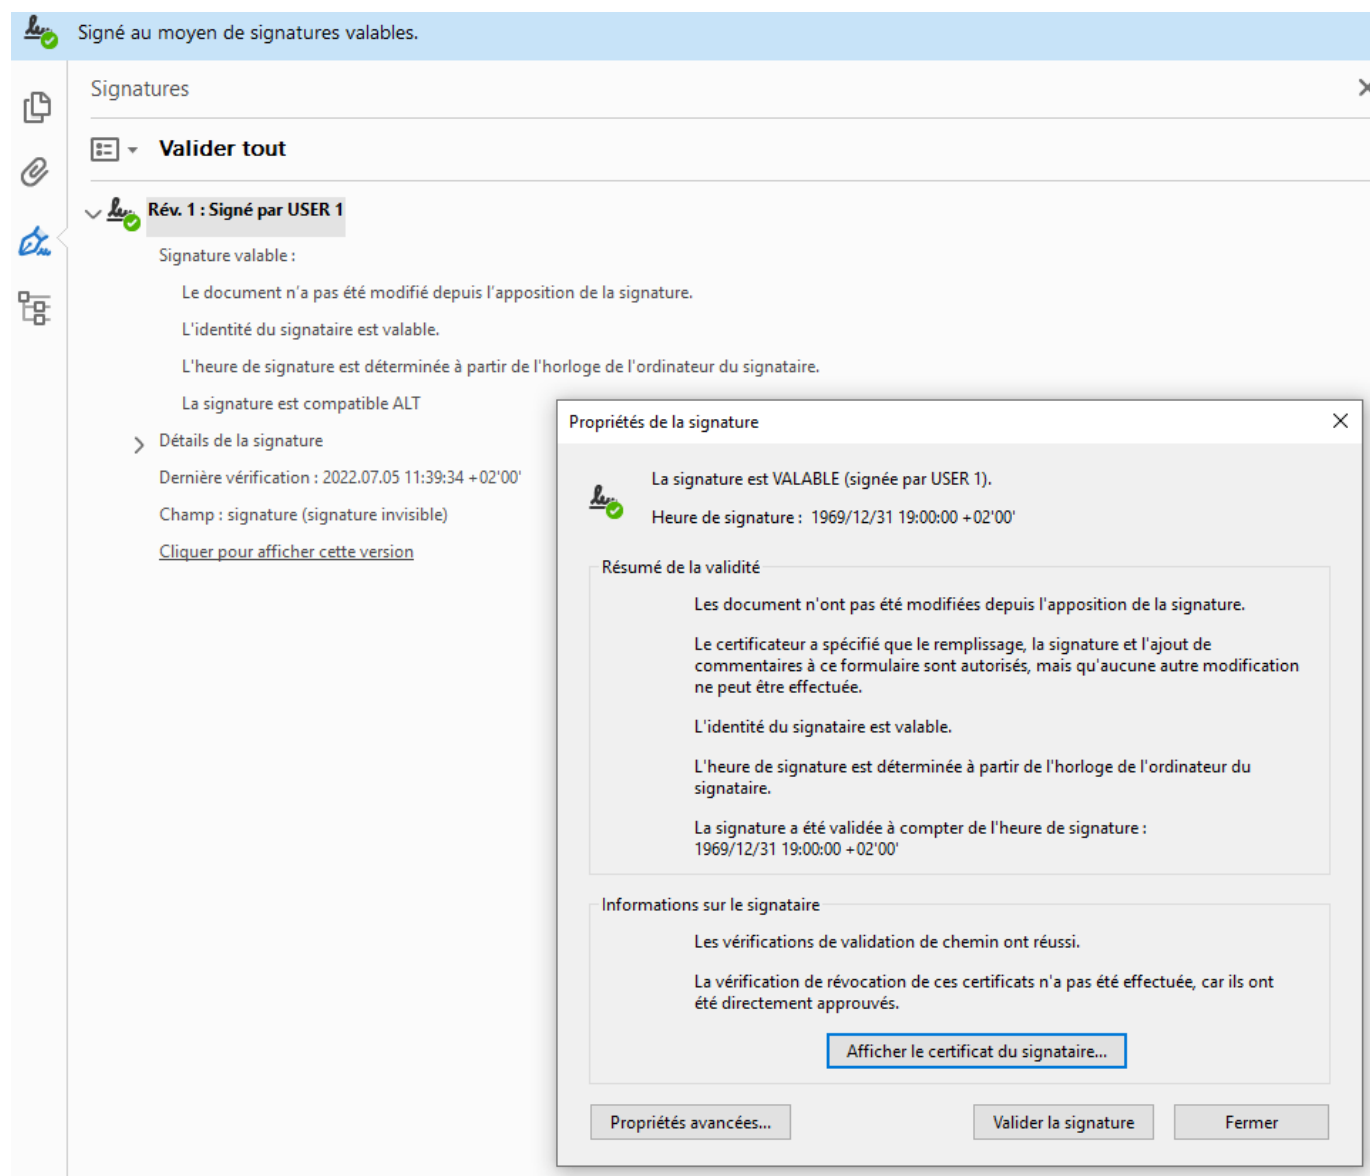 Signé au moyen de signatures valables.
Signatures
Valider tout
Rév. 1 : Signé par USER 1
Signature valable :
Le document n'a pas été modifié depuis l'apposition de la signature.
L'identité du signataire est valable.
L'heure de signature est déterminée à partir de l'horloge de l'ordinateur du signataire.
La signature est compatible ALT
Détails de la signature
Dernière vérification : 2022.07.05 11:39:34 +02'00'
Champ : signature (signature invisible)
Cliquer pour afficher cette version
Propriétés de la signature
La signature est VALABLE (signée par USER 1).
Heure de signature : 1969/12/31 19:00:00 +02'00'
Résumé de la validité
Les document n'ont pas été modifiées depuis l'apposition de la signature.
Le certificateur a spécifié que le remplissage, la signature et l'ajout de
commentaires à ce formulaire sont autorisés, mais qu'aucune autre modification
ne peut être effectuée.
L'identité du signataire est valable.
L'heure de signature est déterminée à partir de l'horloge de l'ordinateur du
signataire.
La signature a été validée à compter de l'heure de signature :
1969/12/31 19:00:00 +02'00'
Informations sur le signataire
Les vérifications de validation de chemin ont réussi.
La vérification de révocation de ces certificats n'a pas été effectuée, car ils ont
été directement approuvés.
Afficher le certificat du signataire...
Propriétés avancées...
Valider la signature
Fermer